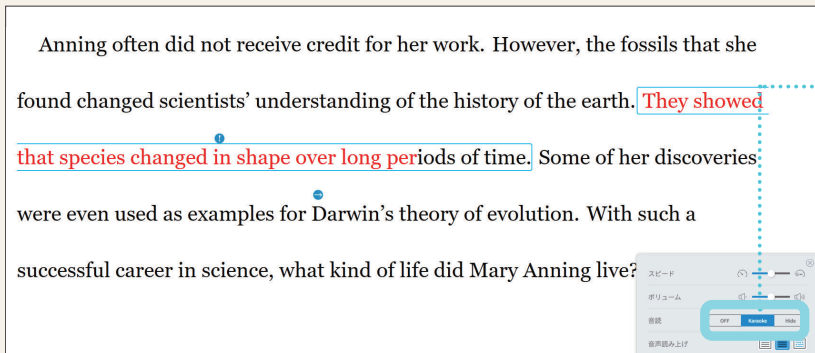 Anning often did not receive credit for her work. However, the fossils that she
found changed scientists’ understanding of the history of the earth. They showed
that species changed in shape over long periods of time. Some of her discoveries
were even used as examples for Darwin’s theory of evolution. With such a
successful career in science, what kind of life did Mary Anning live?
スピード
ボリューム
音読 OFF Karaoke Hide
音声読み上げ